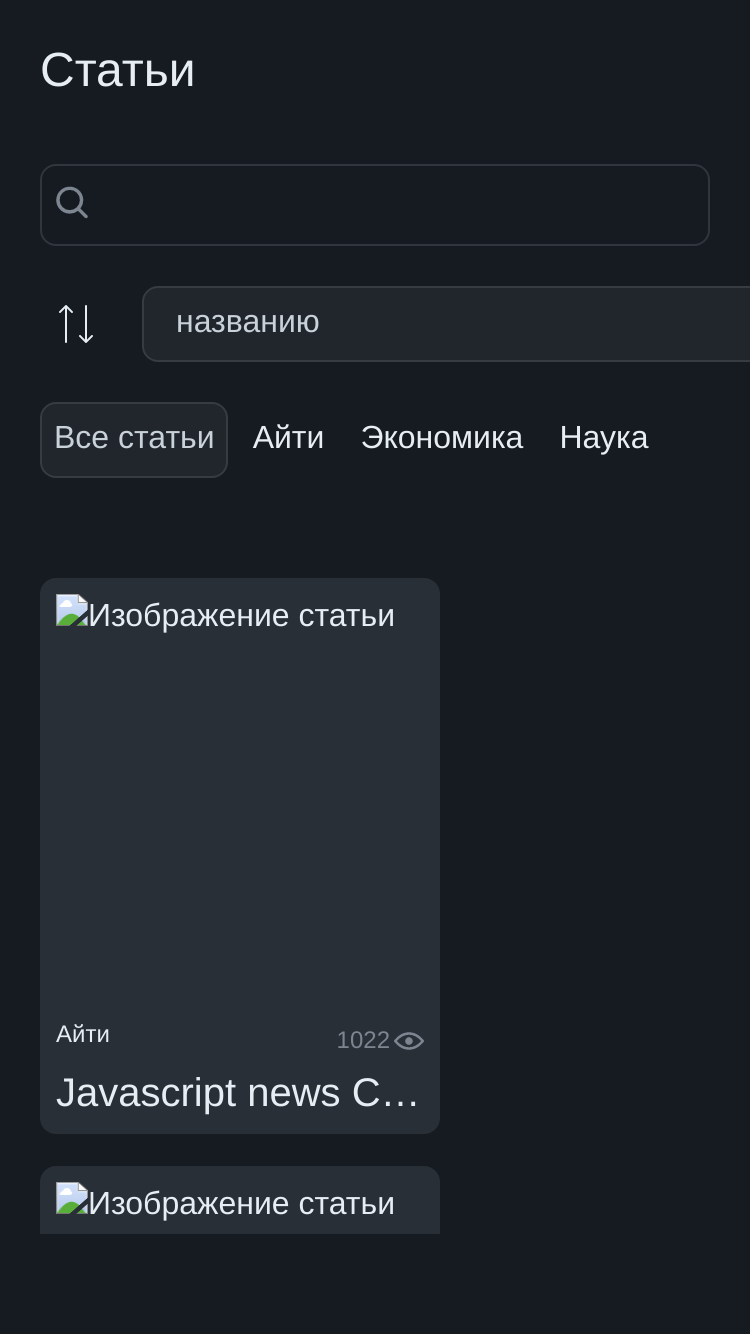 Статьи
названию
Все статьи Айти Экономика Наука
Изображение статьи
Айти 1022
Javascript news С…
Изображение статьи